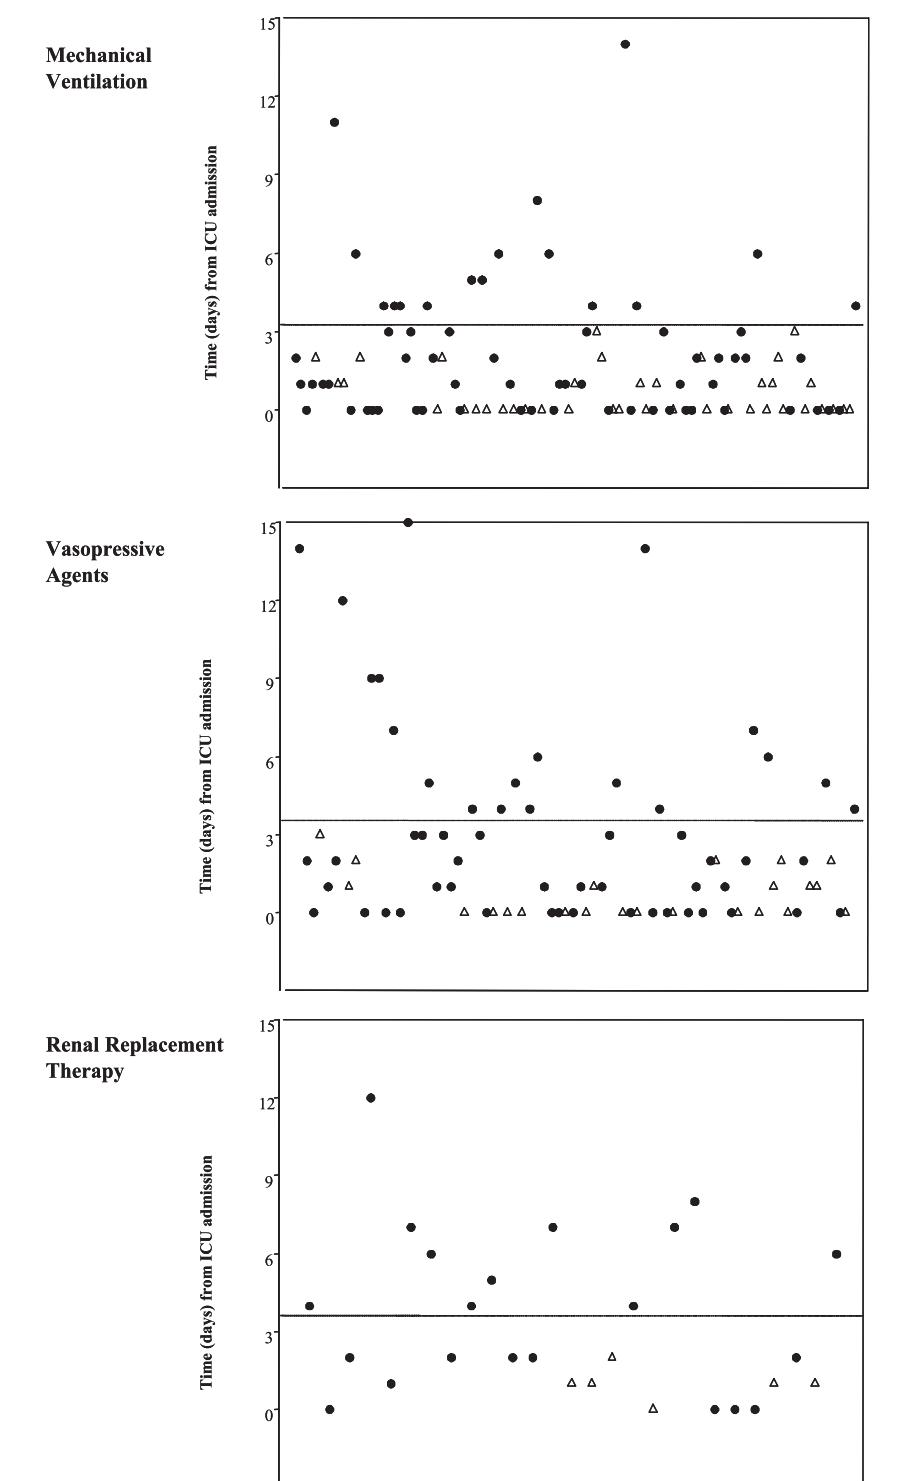 Mechanical
Ventilation
Time (days) from ICU admission
15
12
9
6
3
0
Vasopressive
Agents
Time (days) from ICU admission
15
12
9
6
3
0
Renal Replacement
Therapy
Time (days) from ICU admission
15
12
9
6
3
0